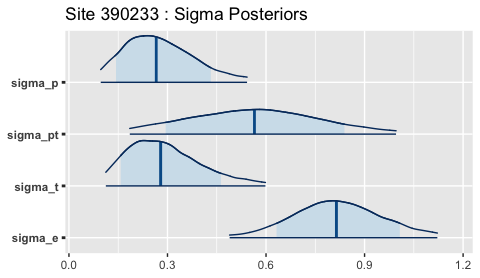 Site 390233 : Sigma Posteriors
sigma_p
sigma_pt
sigma_t
sigma_e
0.0 0.3 0.6 0.9 1.2